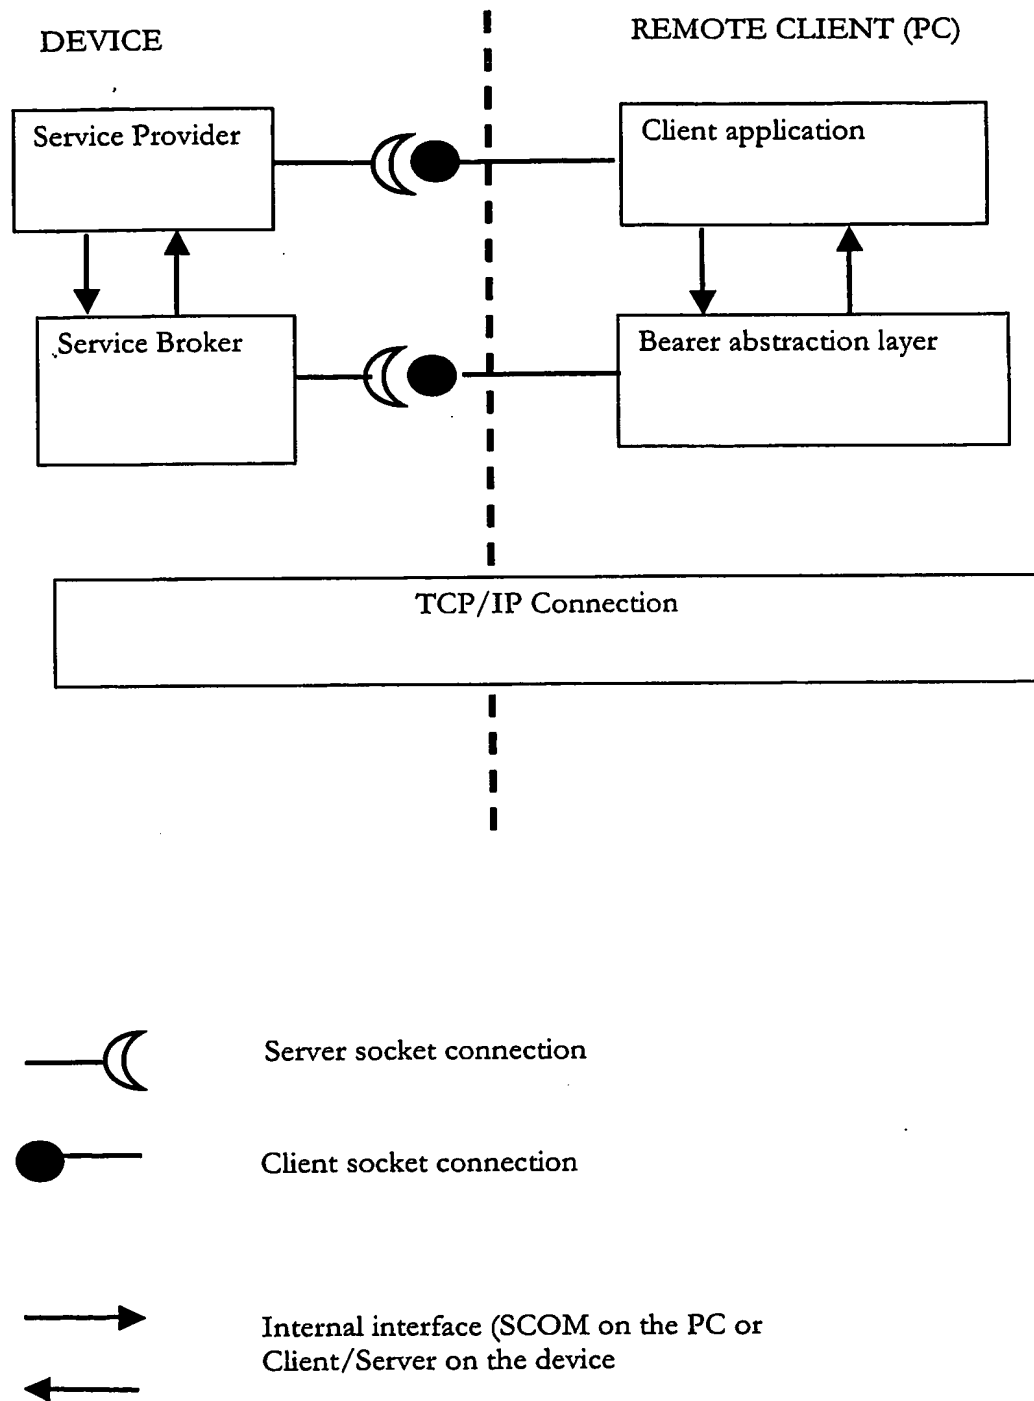 DEVICE
REMOTE CLIENT (PC)
Service Provider
Client application
Service Broker
Bearer abstraction layer
TCP/IP Connection
Server socket connection
Client socket connection
Internal interface (SCOM on the PC or
Client/Server on the device